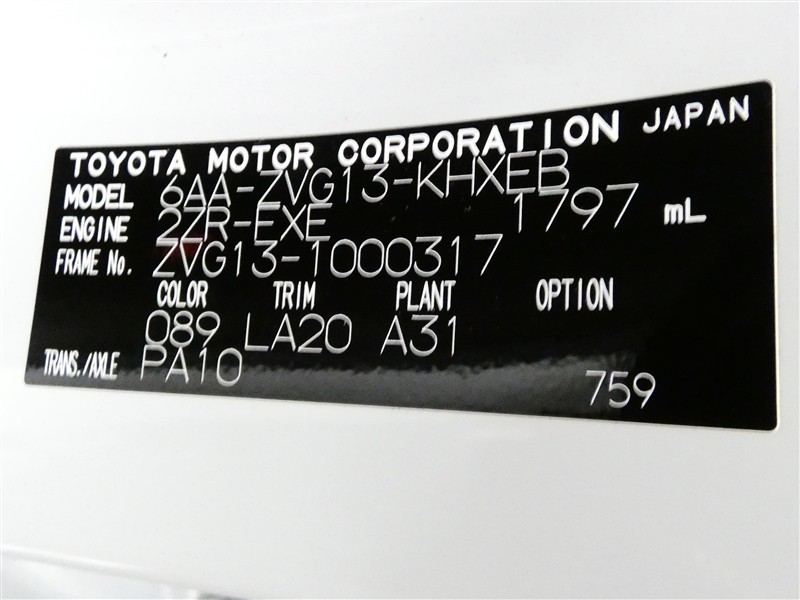 TOYOTA MOTOR CORPORATION JAPAN
MODEL 6AA-ZVG13-KHXEB
ENGINE 2ZR-FXE 1797 mL
FRAME No. ZVG13-1000317
COLOR TRIM PLANT OPTION
089 LA20 A31
TRANS./AXLE PA10
759